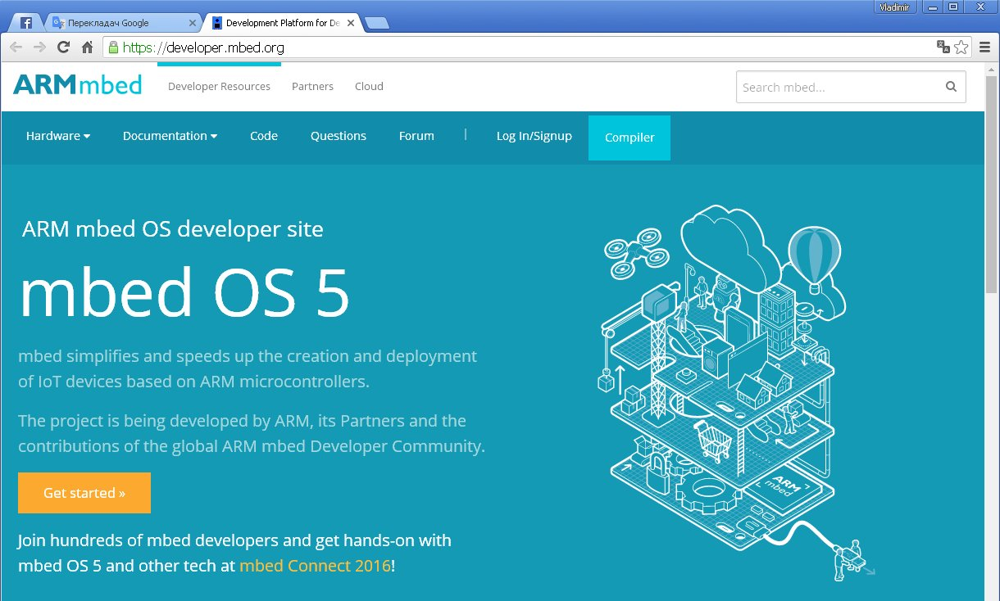 Vladimir
Перекладач Google
Development Platform for De
https://developer.mbed.org
ARMmbed
Developer Resources
Partners
Cloud
Search mbed...
Hardware
Documentation
Code
Questions
Forum
|
Log In/Signup
Compiler
ARM mbed OS developer site
mbed OS 5
mbed simplifies and speeds up the creation and deployment
of IoT devices based on ARM microcontrollers.
The project is being developed by ARM, its Partners and the
contributions of the global ARM mbed Developer Community.
Get started »
Join hundreds of mbed developers and get hands-on with
mbed OS 5 and other tech at mbed Connect 2016!
ARM
mbed